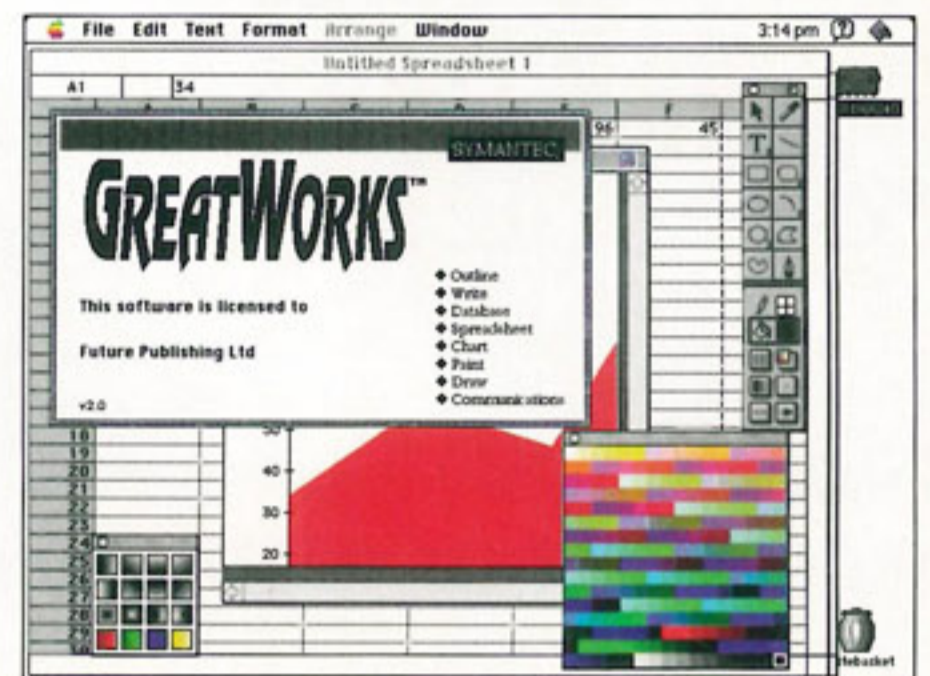 File Edit Text Format Arrange Window 3:14 pm
Untitled Spreadsheet 1
A1 34
A B C D E F
96 45
SYMANTEC
GREATWORKS™
This software is licensed to
Future Publishing Ltd
v2.0
◆ Outline
◆ Write
◆ Database
◆ Spreadsheet
◆ Chart
◆ Paint
◆ Draw
◆ Communications
T
50
40
30
20
18
19
20
21
22
23
24
25
26
27
28
29
30
tebasket